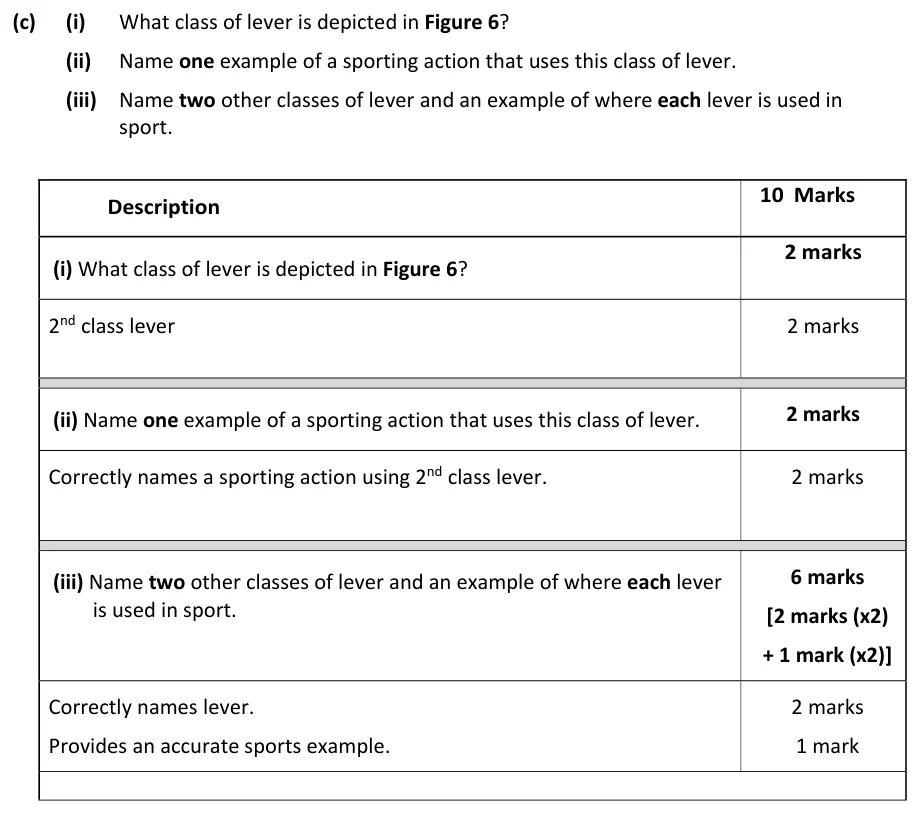 (c) (i) What class of lever is depicted in Figure 6?
(ii) Name one example of a sporting action that uses this class of lever.
(iii) Name two other classes of lever and an example of where each lever is used in
sport.
Description 10 Marks
(i) What class of lever is depicted in Figure 6? 2 marks
2nd class lever 2 marks
(ii) Name one example of a sporting action that uses this class of lever. 2 marks
Correctly names a sporting action using 2nd class lever. 2 marks
(iii) Name two other classes of lever and an example of where each lever
is used in sport.
6 marks
[2 marks (x2)
+ 1 mark (x2)]
Correctly names lever. 2 marks
Provides an accurate sports example. 1 mark